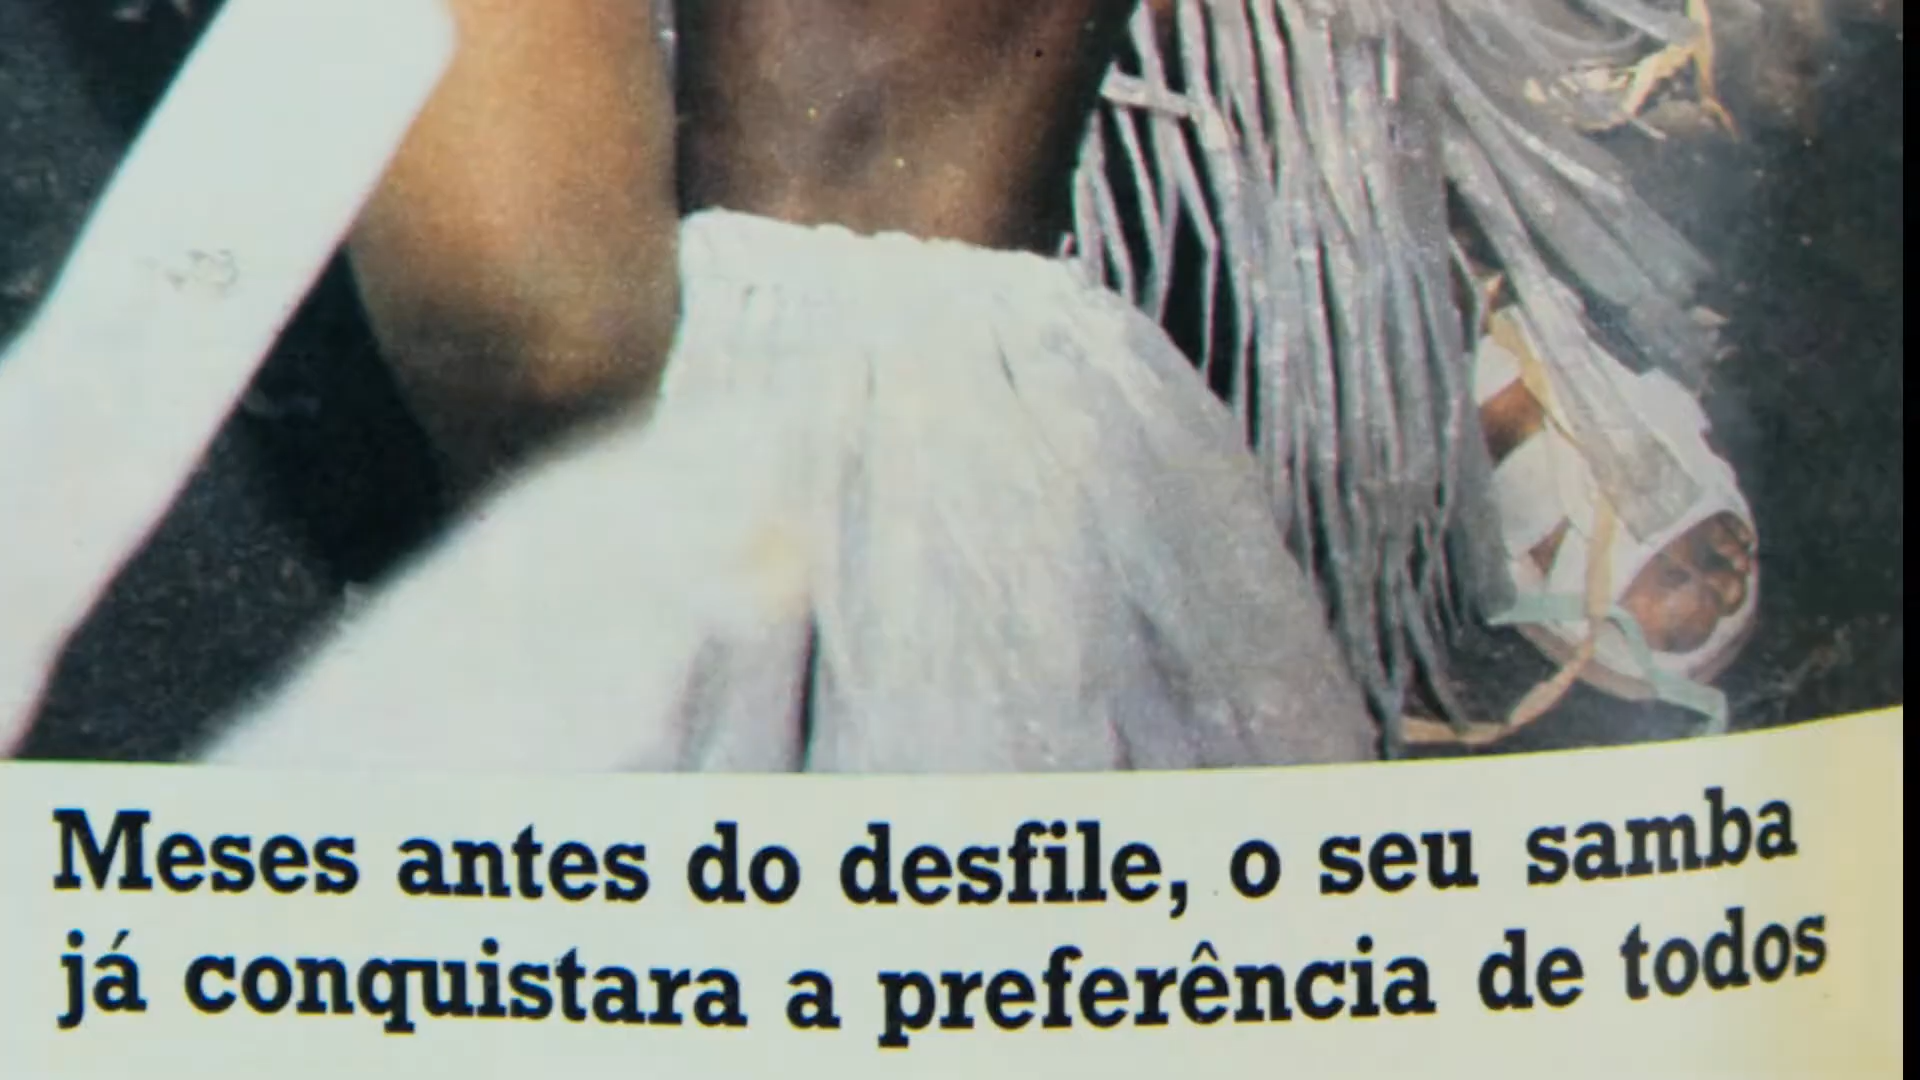 Meses antes do desfile, o seu samba
já conquistara a preferência de todos